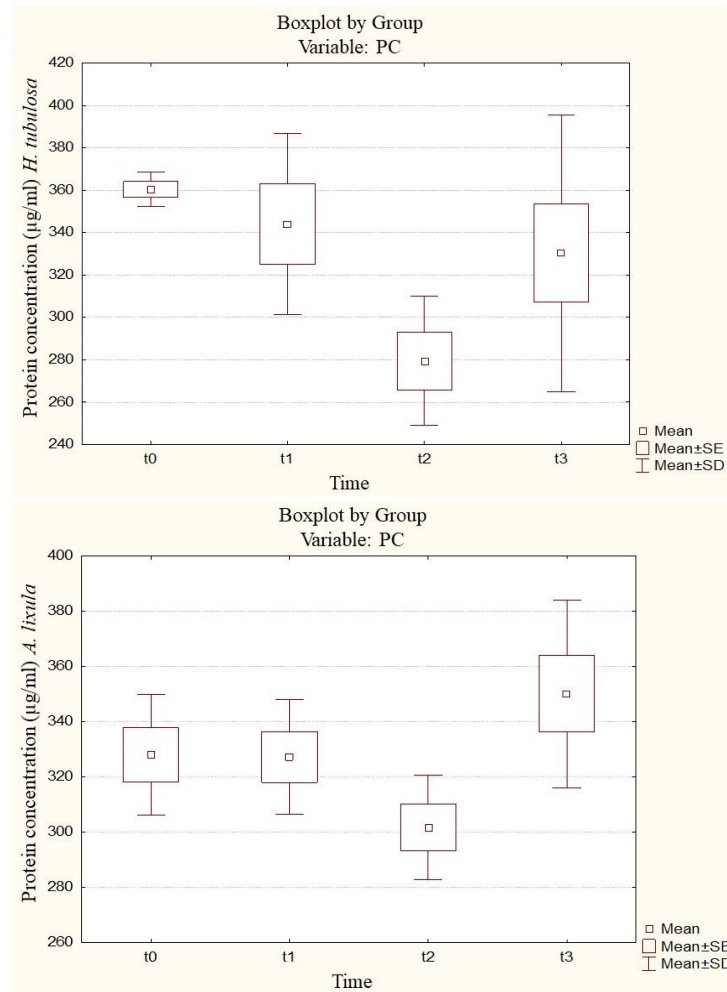 Boxplot by Group
Variable: PC
Protein concentration (µg/ml) H. tubulosa
420
400
380
360
340
320
300
280
260
240
t0 t1 t2 t3
Time
Mean
Mean±SE
Mean±SD
Boxplot by Group
Variable: PC
Protein concentration (µg/ml) A. lixula
400
380
360
340
320
300
280
260
t0 t1 t2 t3
Time
Mean
Mean±SE
Mean±SD